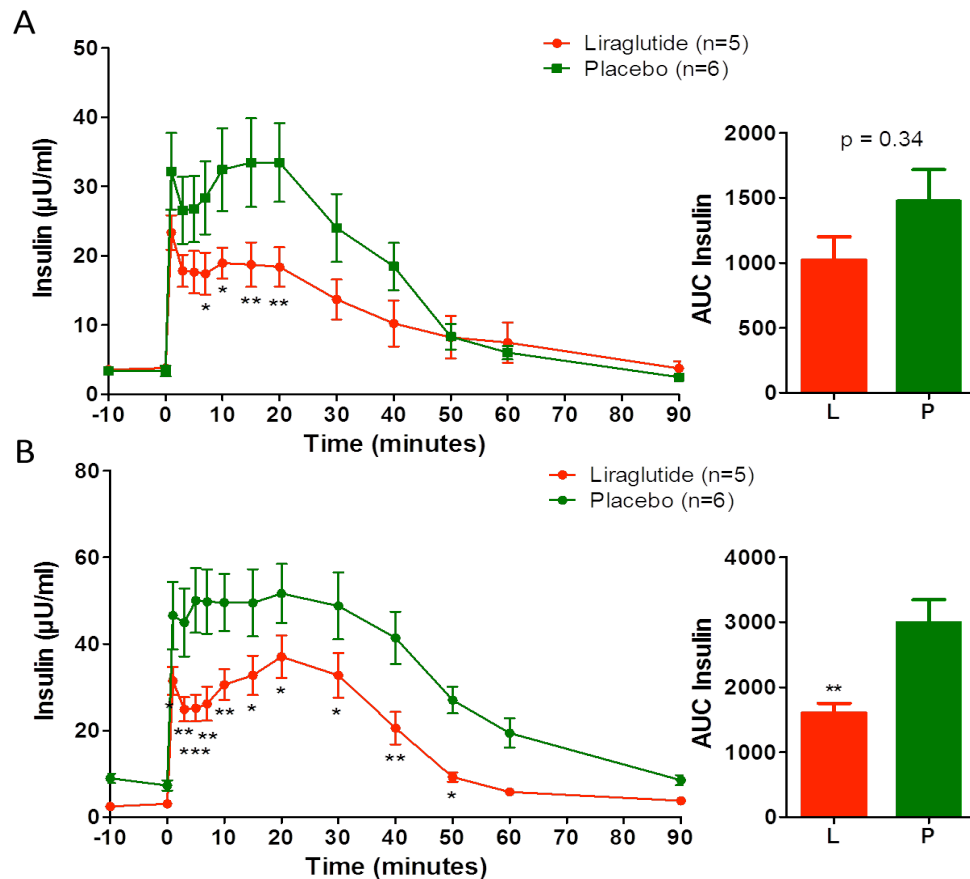 A
Liraglutide (n=5)
Placebo (n=6)
Insulin (µU/ml)
50
40
30
20
10
0
* * ** **
-10 0 10 20 30 40 50 60 70 80 90
Time (minutes)
p = 0.34
AUC Insulin
2000
1500
1000
500
0
L P
B
Liraglutide (n=5)
Placebo (n=6)
Insulin (µU/ml)
80
60
40
20
0
* ** *** ** ** * * * ** *
-10 0 10 20 30 40 50 60 70 80 90
Time (minutes)
AUC Insulin
4000
3000
2000
1000
0
**
L P